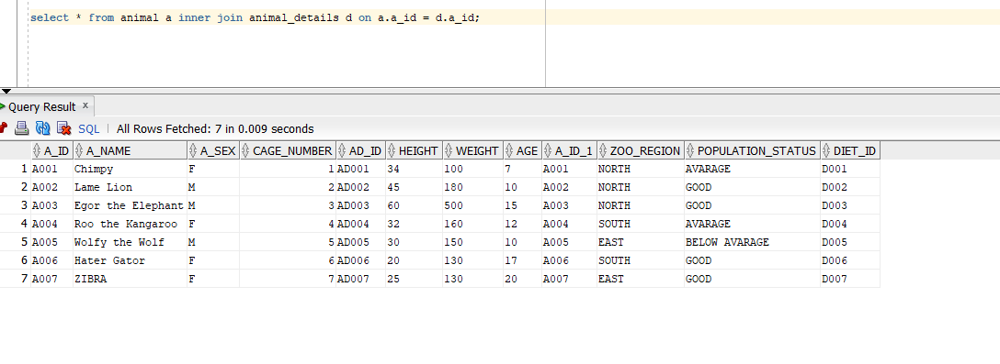 select * from animal a inner join animal_details d on a.a_id = d.a_id;
Query Result x
SQL | All Rows Fetched: 7 in 0.009 seconds
A_ID A_NAME A_SEX CAGE_NUMBER AD_ID HEIGHT WEIGHT AGE A_ID_1 ZOO_REGION POPULATION_STATUS DIET_ID
1 A001 Chimpy F 1 AD001 34 100 7 A001 NORTH AVARAGE D001
2 A002 Lame Lion M 2 AD002 45 180 10 A002 NORTH GOOD D002
3 A003 Egor the Elephant M 3 AD003 60 500 15 A003 NORTH GOOD D003
4 A004 Roo the Kangaroo F 4 AD004 32 160 12 A004 SOUTH AVARAGE D004
5 A005 Wolfy the Wolf M 5 AD005 30 150 10 A005 EAST BELOW AVARAGE D005
6 A006 Hater Gator F 6 AD006 20 130 17 A006 SOUTH GOOD D006
7 A007 ZIBRA F 7 AD007 25 130 20 A007 EAST GOOD D007